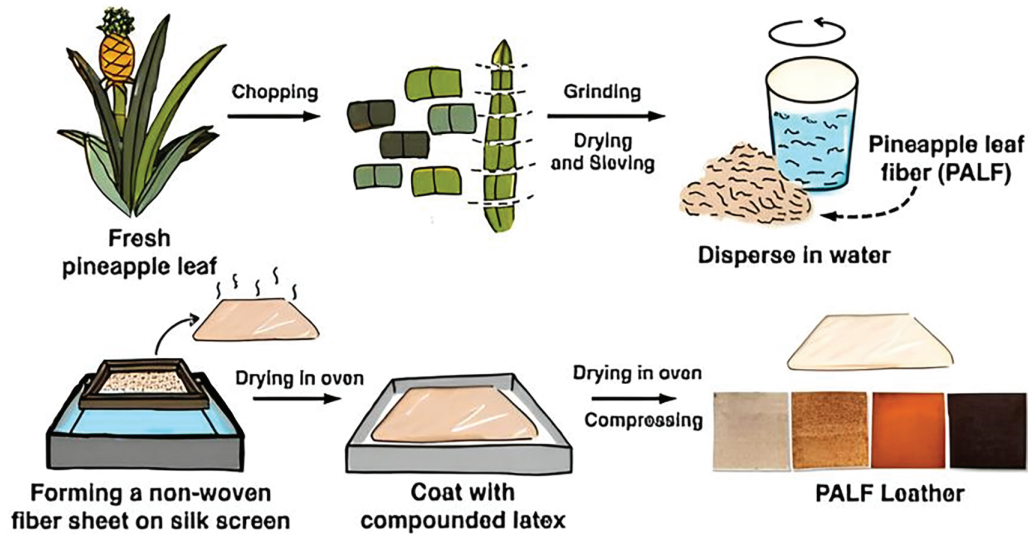 Chopping
Grinding
Drying
and Sieving
Pineapple leaf
fiber (PALF)
Fresh
pineapple leaf
Disperse in water
Drying in oven
Drying in oven
Compressing
Forming a non-woven
fiber sheet on silk screen
Coat with
compounded latex
PALF Leather